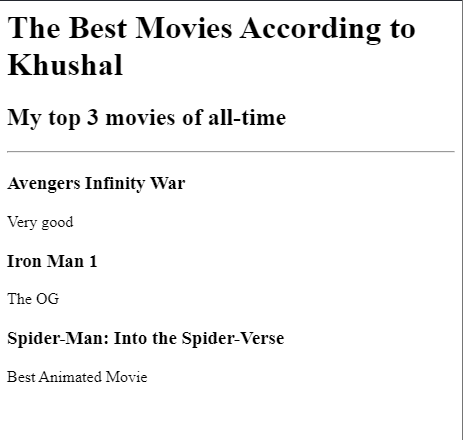 The Best Movies According to
Khushal
My top 3 movies of all-time
Avengers Infinity War
Very good
Iron Man 1
The OG
Spider-Man: Into the Spider-Verse
Best Animated Movie